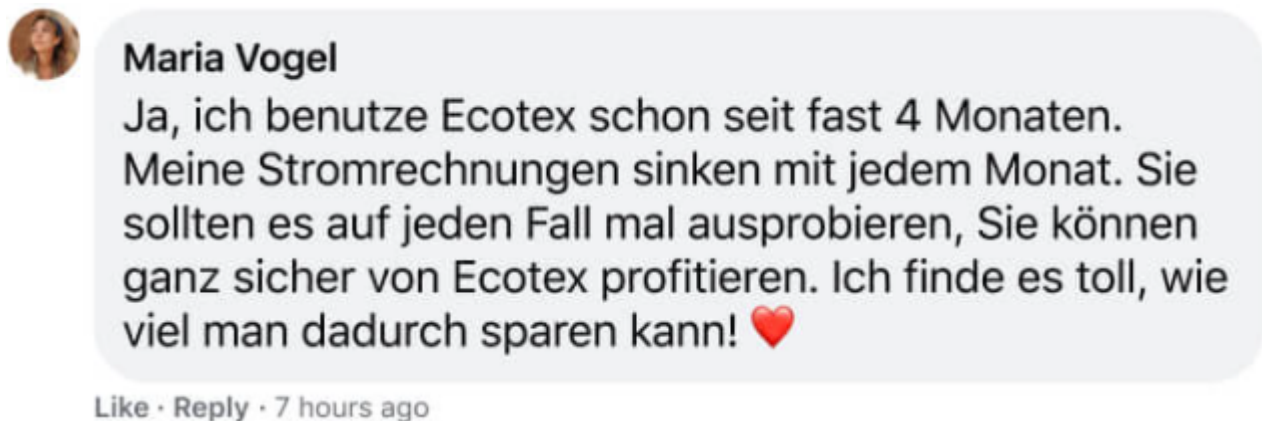 Maria Vogel
Ja, ich benutze Ecotex schon seit fast 4 Monaten.
Meine Stromrechnungen sinken mit jedem Monat. Sie
sollten es auf jeden Fall mal ausprobieren, Sie können
ganz sicher von Ecotex profitieren. Ich finde es toll, wie
viel man dadurch sparen kann! ❤️
Like · Reply · 7 hours ago